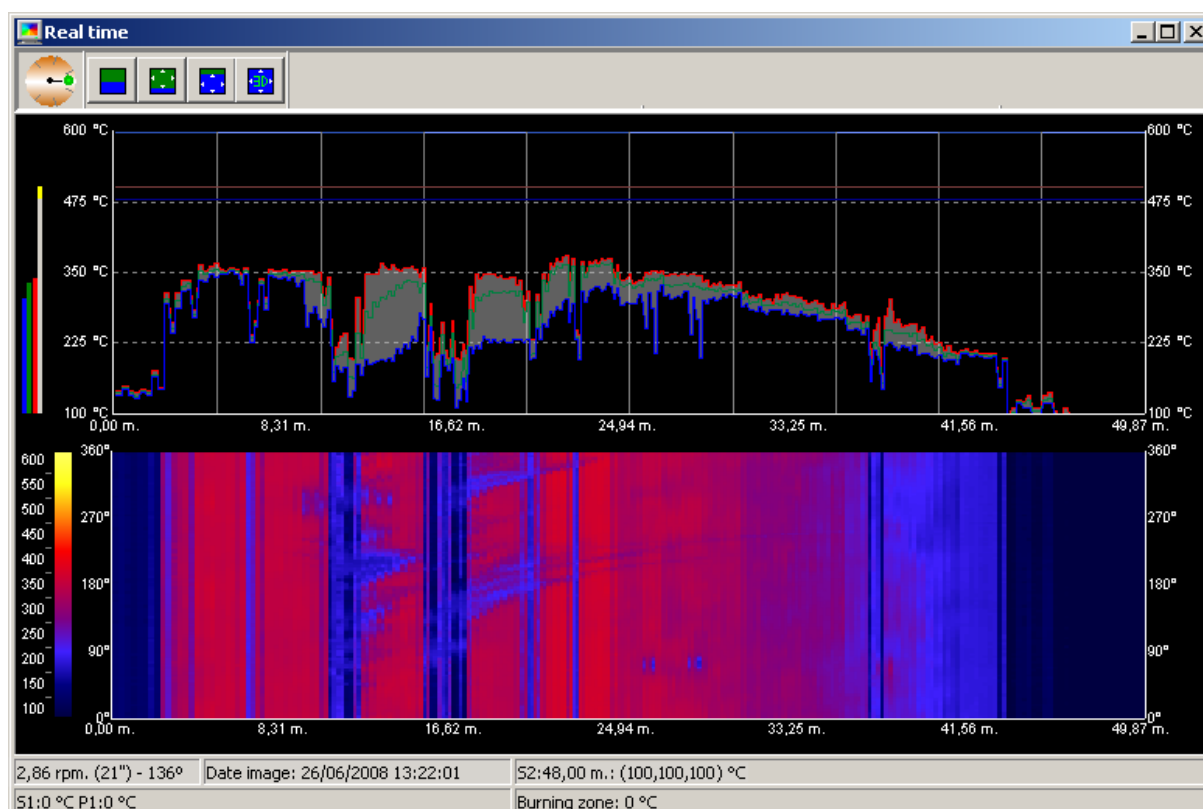 Real time
3D
600 °C 600 °C
475 °C 475 °C
350 °C 350 °C
225 °C 225 °C
100 °C 100 °C
0,00 m. 8,31 m. 16,62 m. 24,94 m. 33,25 m. 41,56 m. 49,87 m.
600 360° 360°
550
500 270° 270°
450
400
350 180° 180°
300
250 90° 90°
200
150
100 0° 0°
0,00 m. 8,31 m. 16,62 m. 24,94 m. 33,25 m. 41,56 m. 49,87 m.
2,86 rpm. (21") - 136º Date image: 26/06/2008 13:22:01 S2:48,00 m.: (100,100,100) °C
S1:0 °C P1:0 °C Burning zone: 0 °C